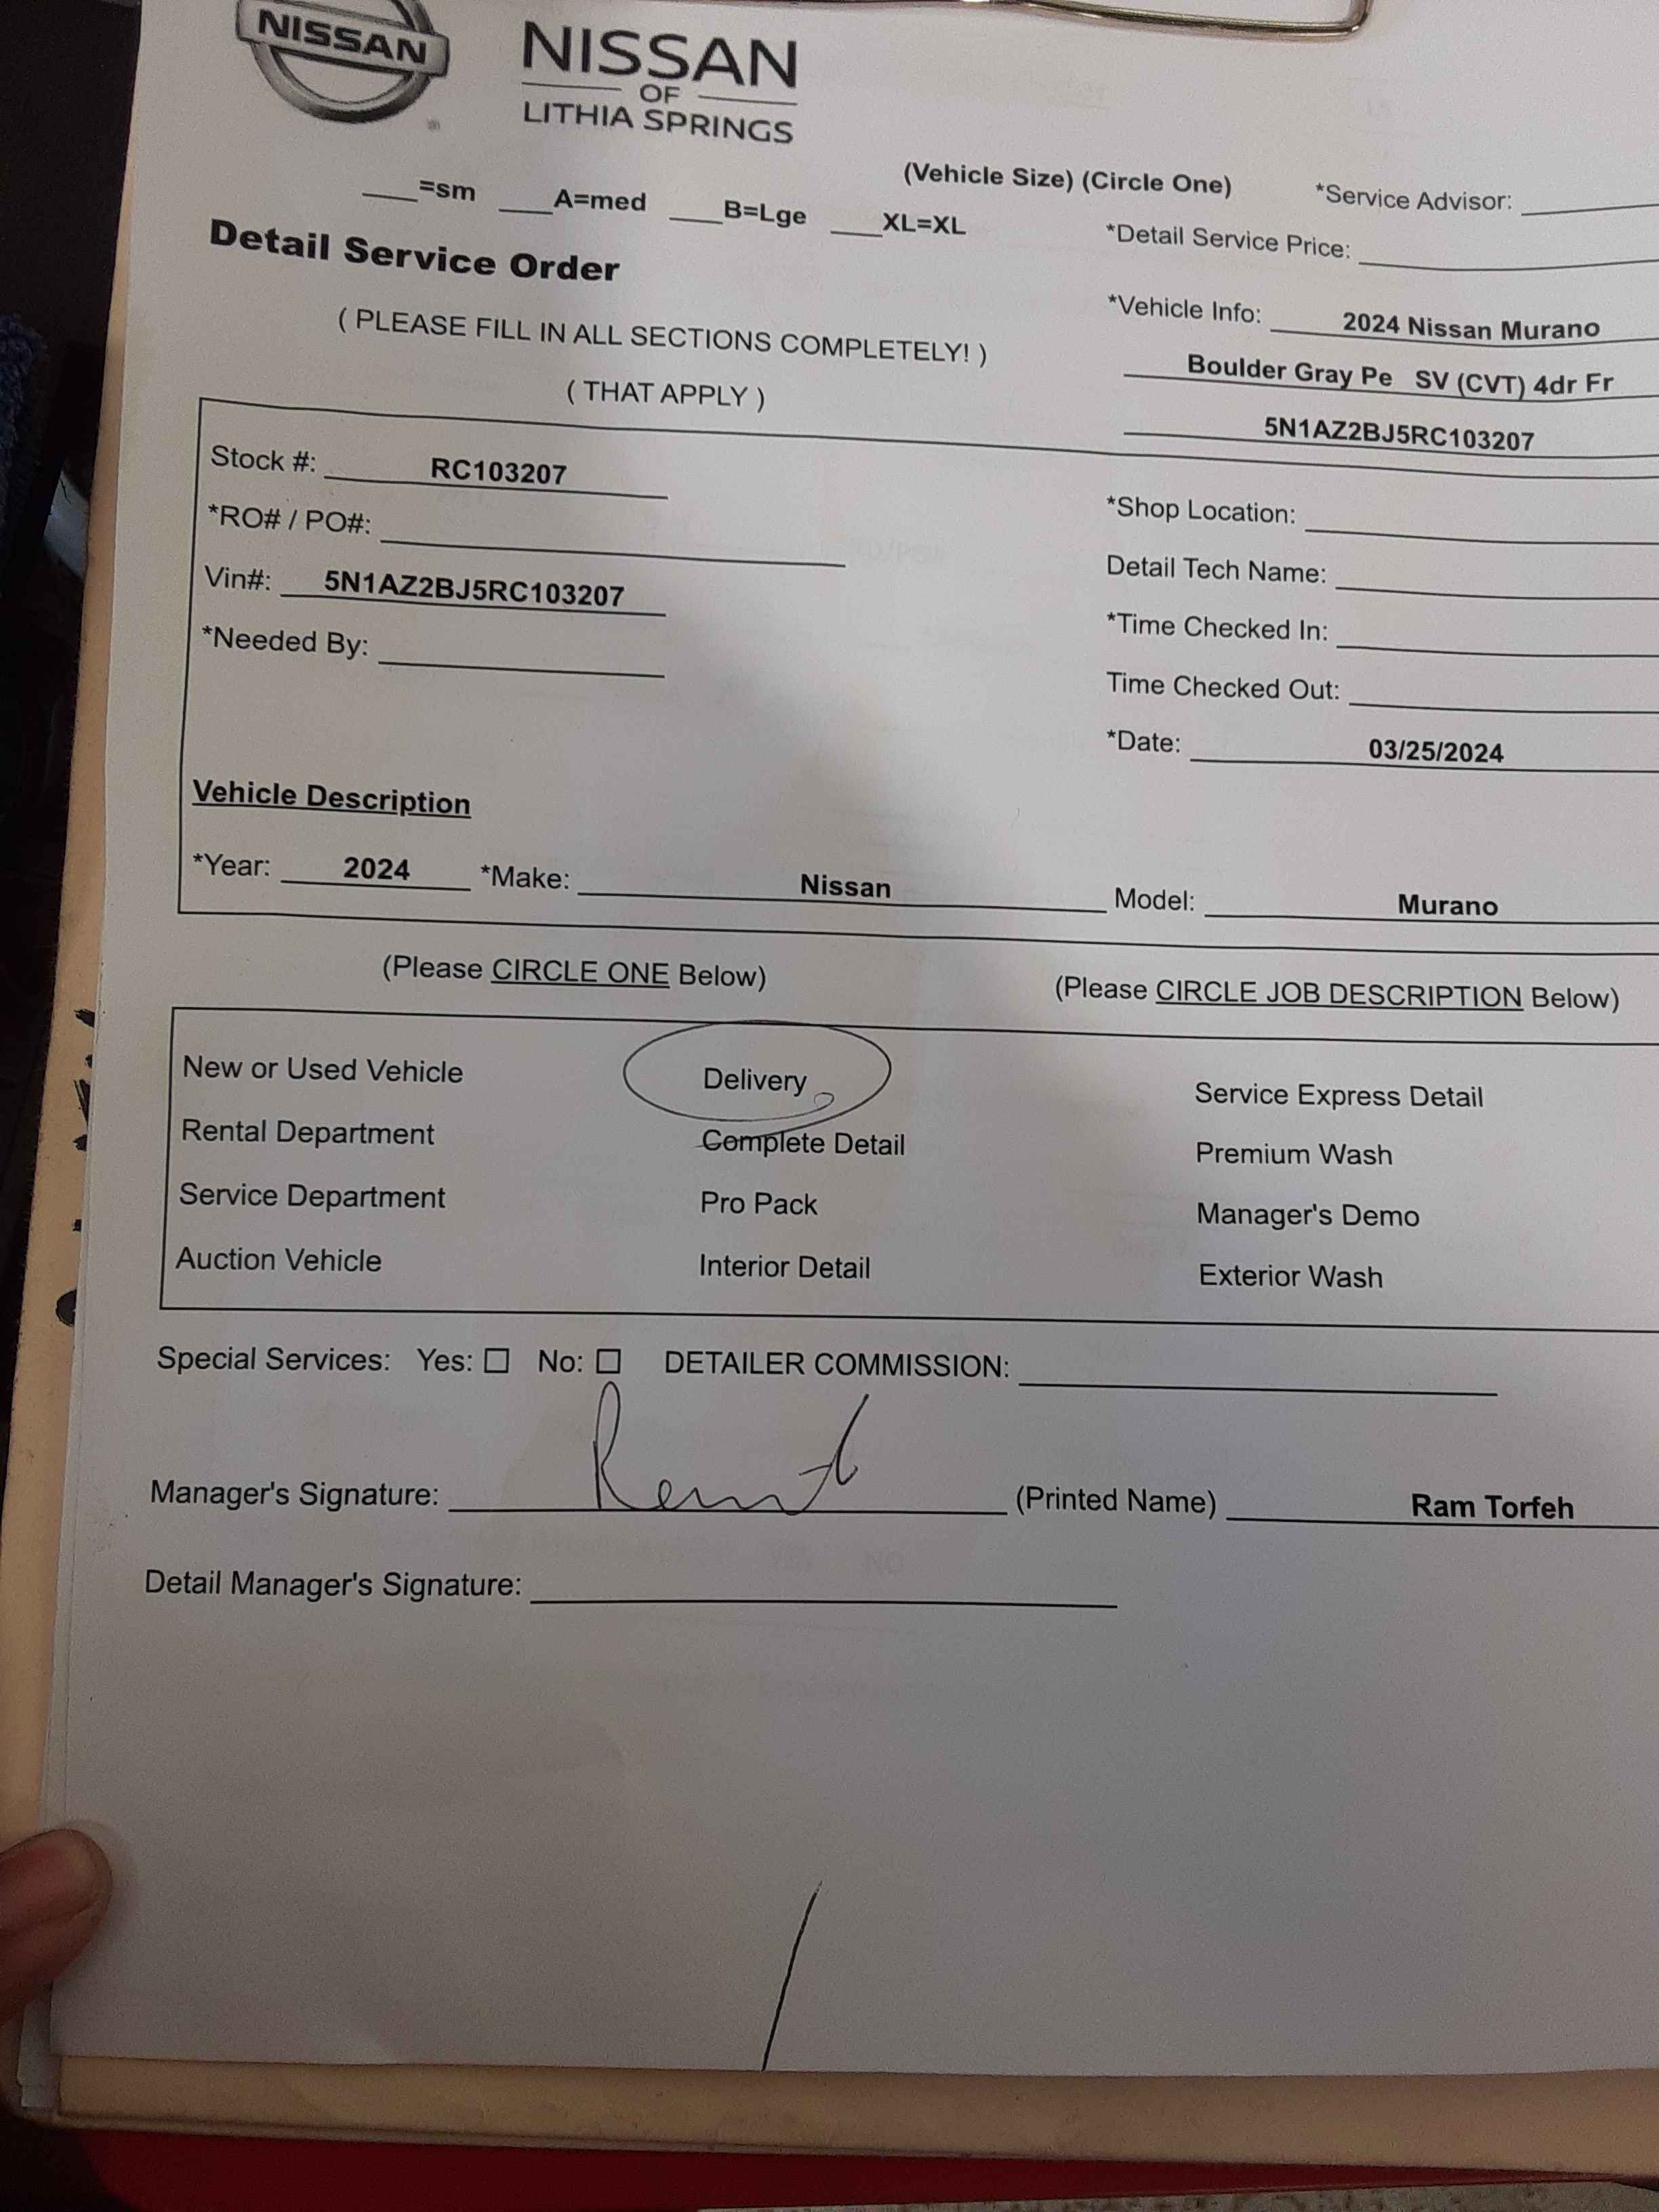 NISSAN
NISSAN
OF
LITHIA SPRINGS
(Vehicle Size) (Circle One)
___=sm ___A=med ___B=Lge ___XL=XL
*Service Advisor:
Detail Service Order
*Detail Service Price:
( PLEASE FILL IN ALL SECTIONS COMPLETELY! )
( THAT APPLY )
*Vehicle Info: 2024 Nissan Murano
Boulder Gray Pe SV (CVT) 4dr Fr
5N1AZ2BJ5RC103207
Stock #: RC103207
*RO# / PO#:
Vin#: 5N1AZ2BJ5RC103207
*Needed By:
*Shop Location:
Detail Tech Name:
*Time Checked In:
Time Checked Out:
*Date: 03/25/2024
Vehicle Description
*Year: 2024 *Make: Nissan Model: Murano
(Please CIRCLE ONE Below) (Please CIRCLE JOB DESCRIPTION Below)
New or Used Vehicle Delivery Service Express Detail
Rental Department Complete Detail Premium Wash
Service Department Pro Pack Manager's Demo
Auction Vehicle Interior Detail Exterior Wash
Special Services: Yes: ☐ No: ☐ DETAILER COMMISSION:
Manager's Signature: (Printed Name) Ram Torfeh
Detail Manager's Signature: